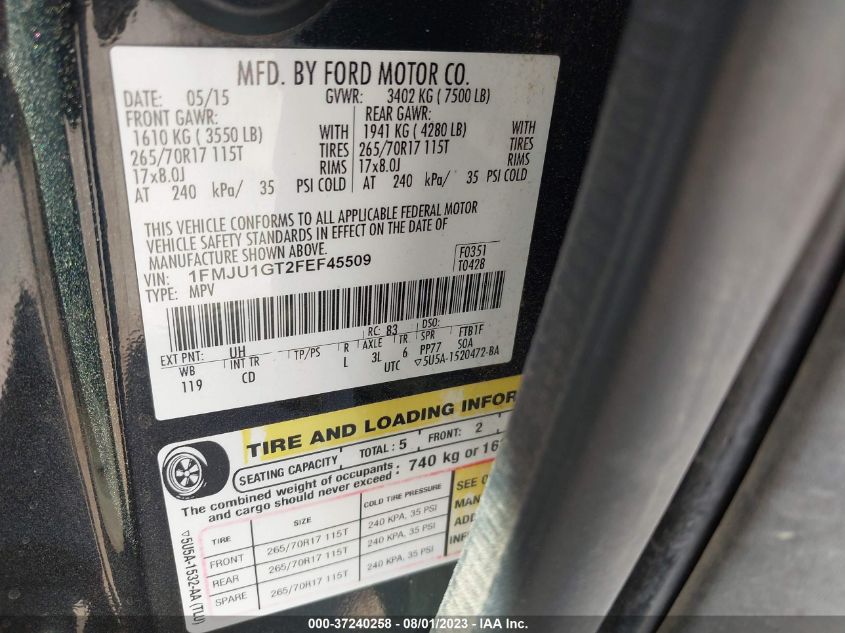 MFD. BY FORD MOTOR CO.
DATE: 05/15 GVWR: 3402 KG ( 7500 LB)
FRONT GAWR: REAR GAWR:
1610 KG ( 3550 LB) WITH 1941 KG ( 4280 LB) WITH
265/70R17 115T TIRES 265/70R17 115T TIRES
17x8.0J RIMS 17x8.0J RIMS
AT 240 kPa/ 35 PSI COLD AT 240 kPa/ 35 PSI COLD
THIS VEHICLE CONFORMS TO ALL APPLICABLE FEDERAL MOTOR
VEHICLE SAFETY STANDARDS IN EFFECT ON THE DATE OF
MANUFACTURE SHOWN ABOVE.
VIN: 1FMJU1GT2FEF45509 F0351
TYPE: MPV T0428
EXT PNT: UH RC: 83 DSO:
WB INT TR TP/PS R AXLE TR SPR FTB1F
119 CD L 3L 6 PP77 SOA
UTC ▽5U5A-1520472-BA
TIRE AND LOADING INFOR
SEATING CAPACITY TOTAL: 5 FRONT: 2
The combined weight of occupants and cargo should never exceed: 740 kg or 16
TIRE SIZE COLD TIRE PRESSURE
FRONT 265/70R17 115T 240 KPA, 35 PSI
REAR 265/70R17 115T 240 KPA, 35 PSI
SPARE 265/70R17 115T 240 KPA, 35 PSI
SEE O
MAN
ADD
INF
▽5U5A-1532-AA (TLU)
000-37240258 - 08/01/2023 - IAA Inc.